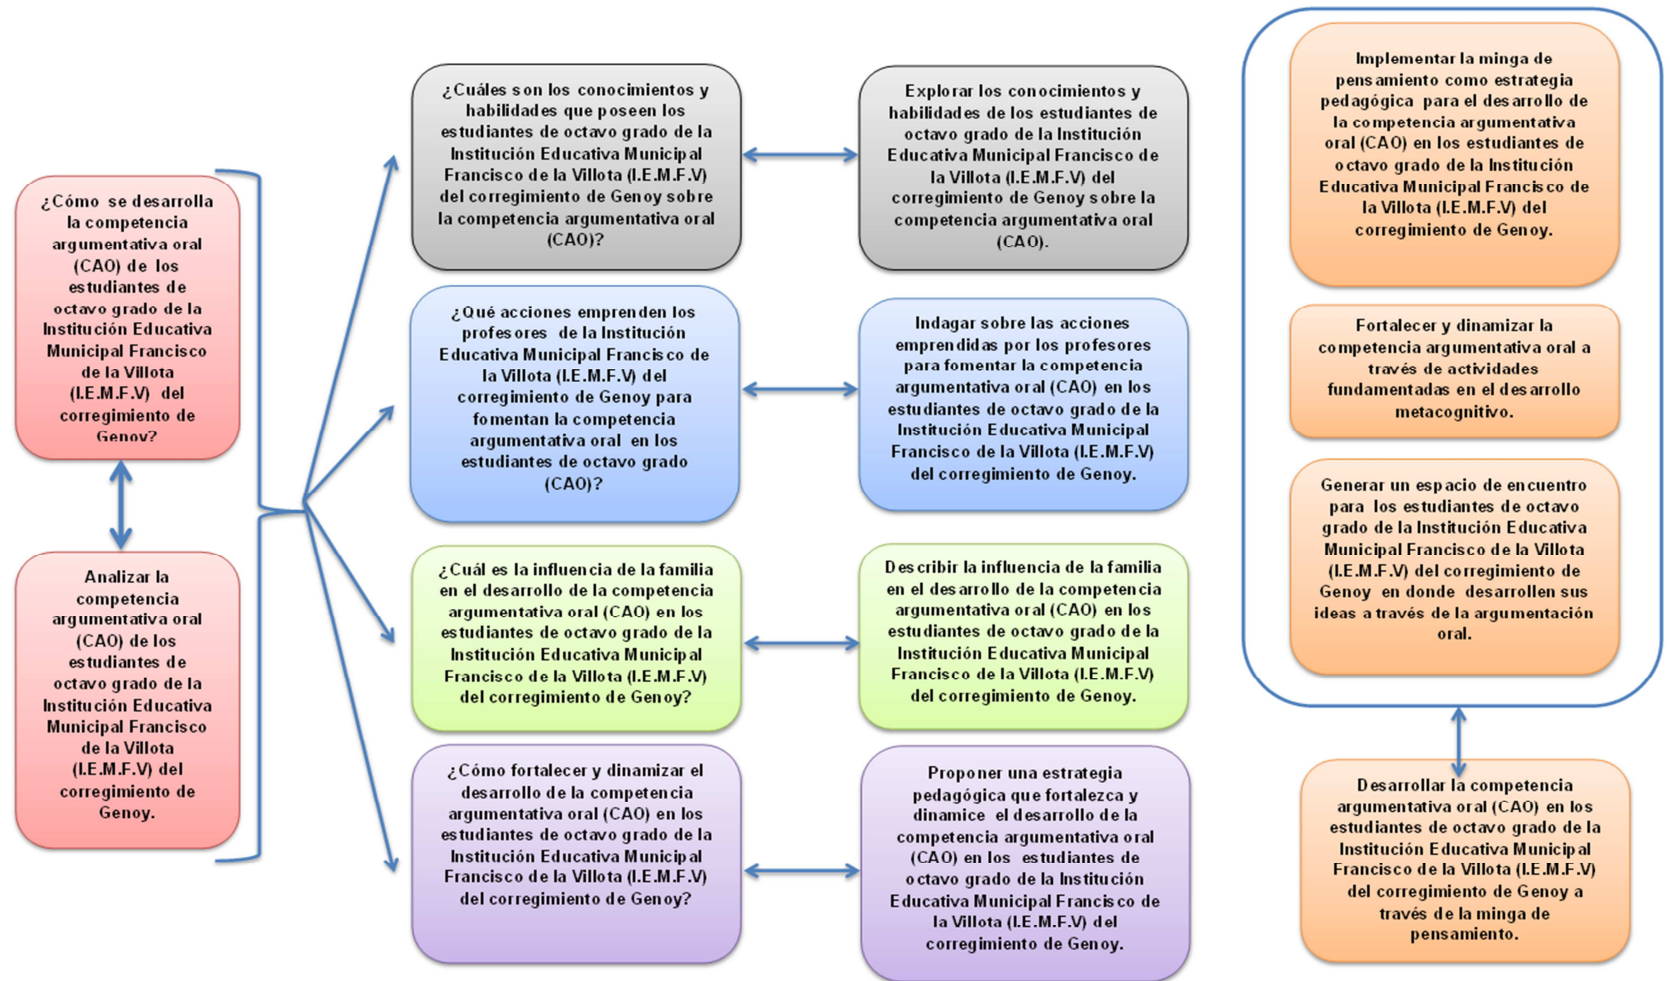 ¿Cómo se desarrolla
la competencia
argumentativa oral
(CAO) de los
estudiantes de
octavo grado de la
Institución Educativa
Municipal Francisco
de la Villota
(I.E.M.F.V) del
corregimiento de
Genoy?
Analizar la
competencia
argumentativa oral
(CAO) de los
estudiantes de
octavo grado de la
Institución Educativa
Municipal Francisco
de la Villota
(I.E.M.F.V) del
corregimiento de
Genoy.
¿Cuáles son los conocimientos y
habilidades que poseen los
estudiantes de octavo grado de la
Institución Educativa Municipal
Francisco de la Villota (I.E.M.F.V)
del corregimiento de Genoy sobre
la competencia argumentativa oral
(CAO)?
Explorar los conocimientos y
habilidades de los estudiantes de
octavo grado de la Institución
Educativa Municipal Francisco de
la Villota (I.E.M.F.V) del
corregimiento de Genoy sobre la
competencia argumentativa oral
(CAO).
¿Qué acciones emprenden los
profesores de la Institución
Educativa Municipal Francisco de
la Villota (I.E.M.F.V) del
corregimiento de Genoy para
fomentan la competencia
argumentativa oral en los
estudiantes de octavo grado
(CAO)?
Indagar sobre las acciones
emprendidas por los profesores
para fomentar la competencia
argumentativa oral (CAO) en los
estudiantes de octavo grado de la
Institución Educativa Municipal
Francisco de la Villota (I.E.M.F.V)
del corregimiento de Genoy.
¿Cuál es la influencia de la familia
en el desarrollo de la competencia
argumentativa oral (CAO) en los
estudiantes de octavo grado de la
Institución Educativa Municipal
Francisco de la Villota (I.E.M.F.V)
del corregimiento de Genoy?
Describir la influencia de la familia
en el desarrollo de la competencia
argumentativa oral (CAO) en los
estudiantes de octavo grado de la
Institución Educativa Municipal
Francisco de la Villota (I.E.M.F.V)
del corregimiento de Genoy.
¿Cómo fortalecer y dinamizar el
desarrollo de la competencia
argumentativa oral (CAO) en los
estudiantes de octavo grado de la
Institución Educativa Municipal
Francisco de la Villota (I.E.M.F.V)
del corregimiento de Genoy?
Proponer una estrategia
pedagógica que fortalezca y
dinamice el desarrollo de la
competencia argumentativa oral
(CAO) en los estudiantes de
octavo grado de la Institución
Educativa Municipal Francisco de
la Villota (I.E.M.F.V) del
corregimiento de Genoy.
Implementar la minga de
pensamiento como estrategia
pedagógica para el desarrollo de
la competencia argumentativa
oral (CAO) en los estudiantes de
octavo grado de la Institución
Educativa Municipal Francisco de
la Villota (I.E.M.F.V) del
corregimiento de Genoy.
Fortalecer y dinamizar la
competencia argumentativa oral a
través de actividades
fundamentadas en el desarrollo
metacognitivo.
Generar un espacio de encuentro
para los estudiantes de octavo
grado de la Institución Educativa
Municipal Francisco de la Villota
(I.E.M.F.V) del corregimiento de
Genoy en donde desarrollen sus
ideas a través de la argumentación
oral.
Desarrollar la competencia
argumentativa oral (CAO) en los
estudiantes de octavo grado de la
Institución Educativa Municipal
Francisco de la Villota (I.E.M.F.V)
del corregimiento de Genoy a
través de la minga de
pensamiento.